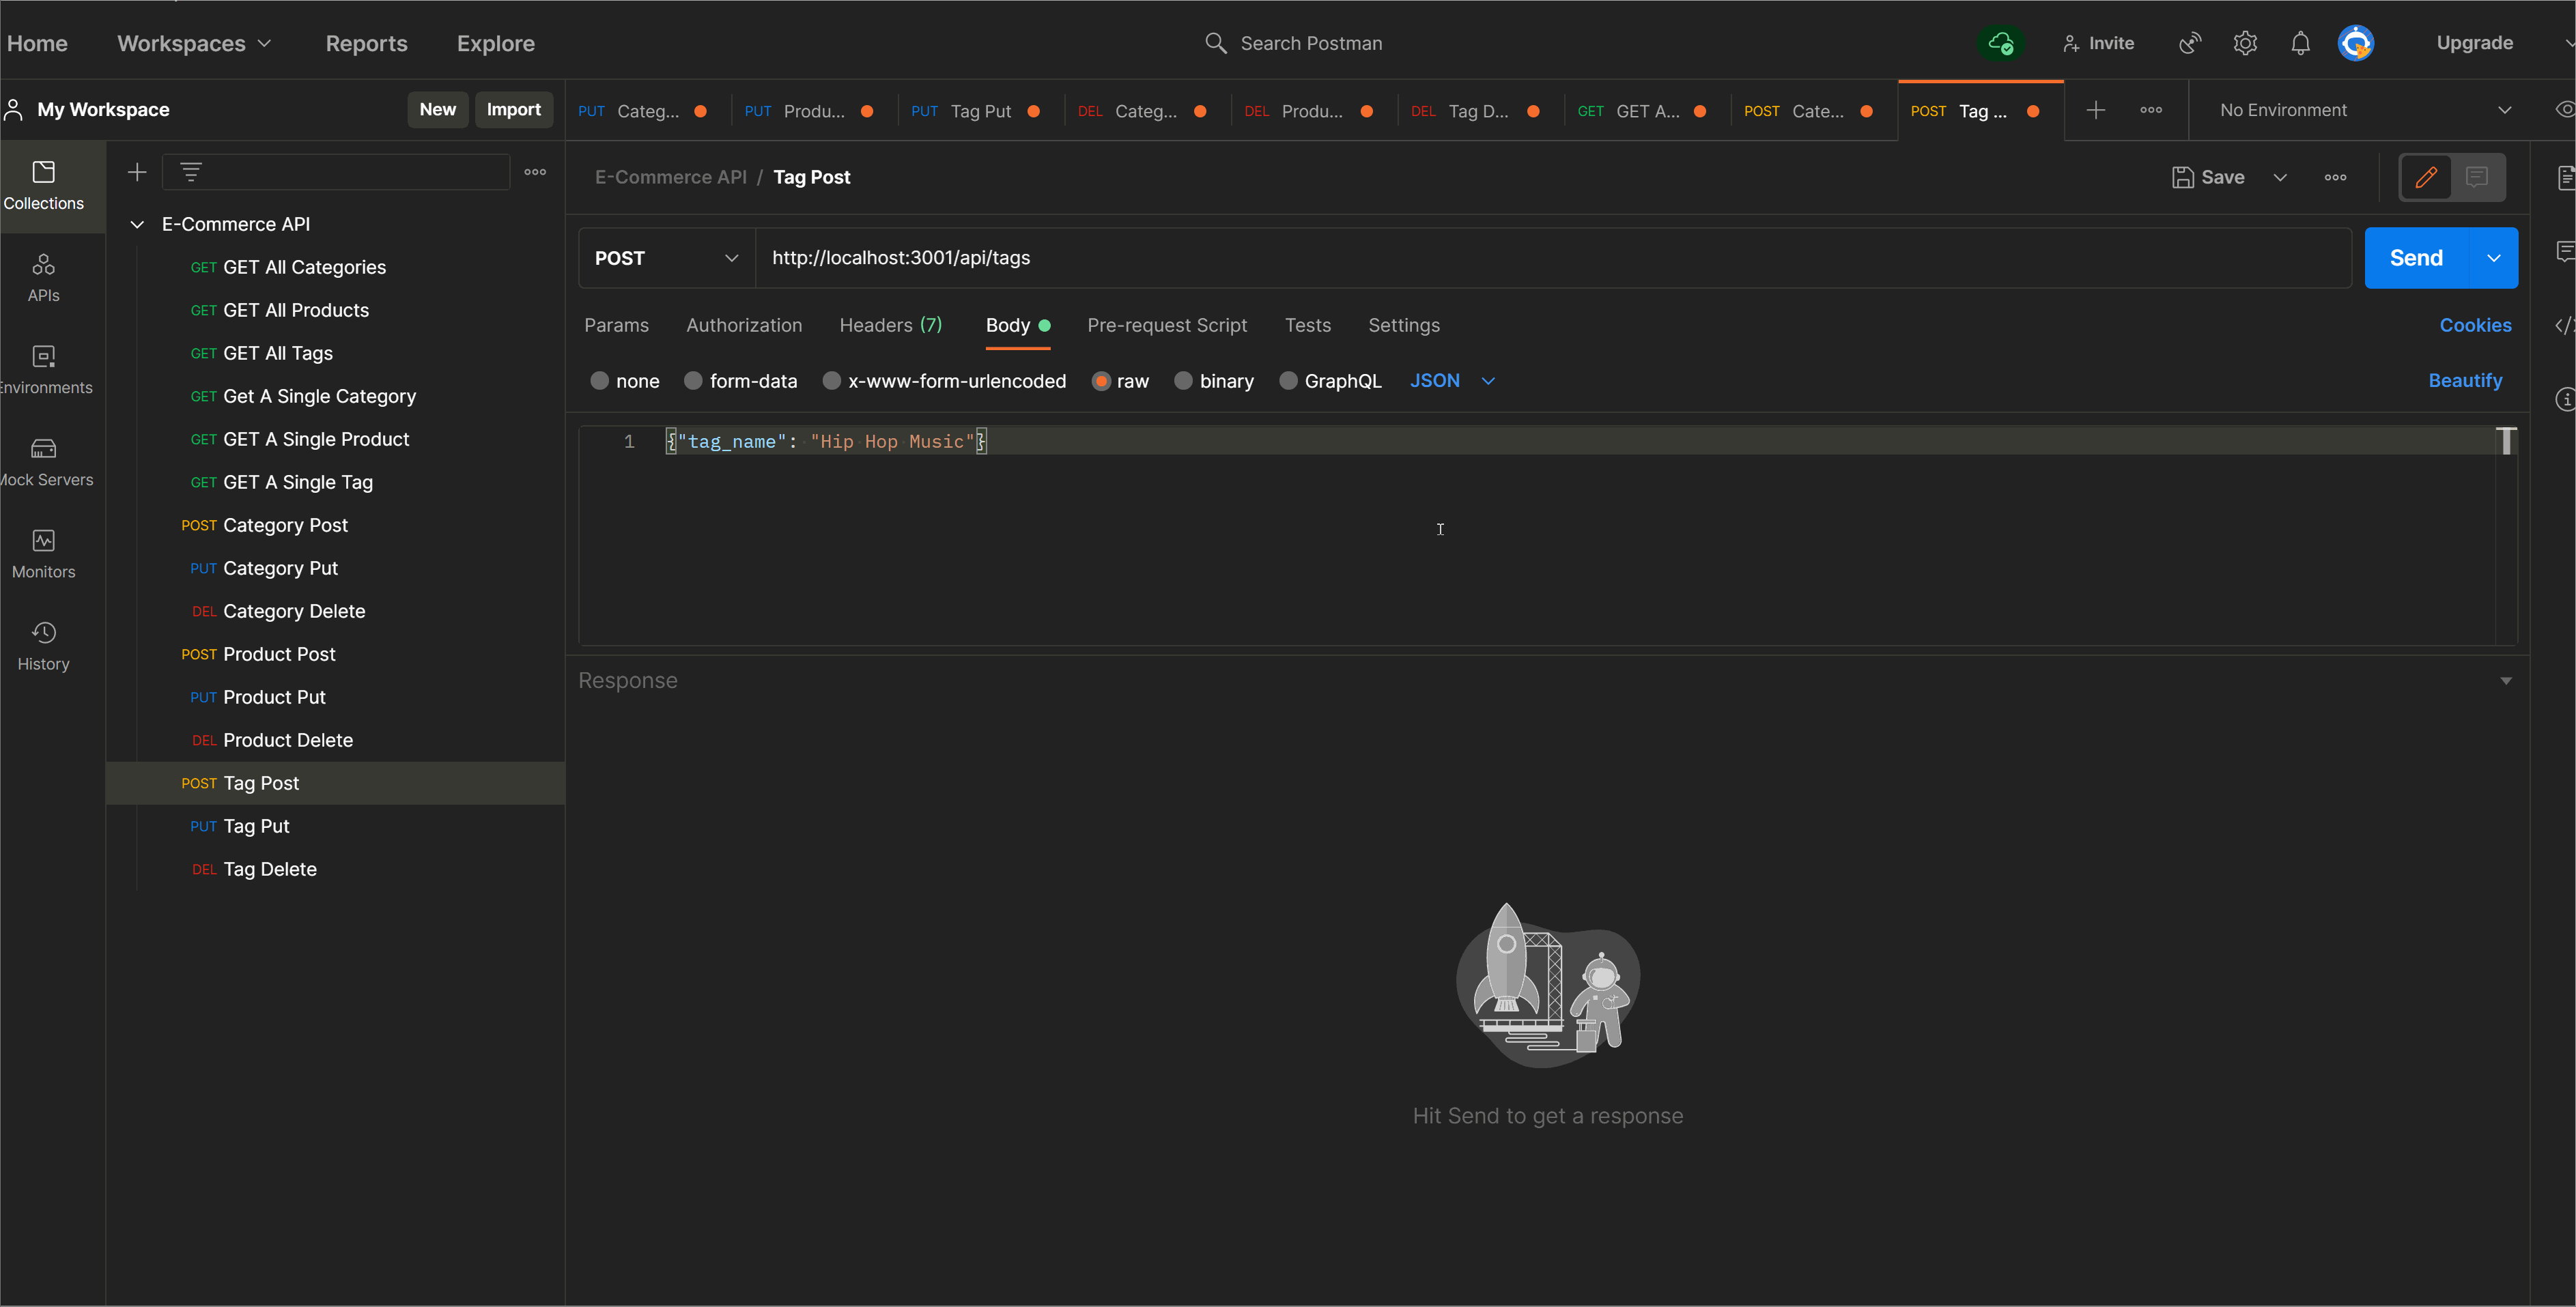 Home Workspaces Reports Explore Search Postman Invite Upgrade
My Workspace New Import
PUT Categ... PUT Produ... PUT Tag Put DEL Categ... DEL Produ... DEL Tag D... GET GET A... POST Cate... POST Tag ... No Environment
Collections
APIs
nvironments
Mock Servers
Monitors
History
E-Commerce API
GET GET All Categories
GET GET All Products
GET GET All Tags
GET Get A Single Category
GET GET A Single Product
GET GET A Single Tag
POST Category Post
PUT Category Put
DEL Category Delete
POST Product Post
PUT Product Put
DEL Product Delete
POST Tag Post
PUT Tag Put
DEL Tag Delete
E-Commerce API / Tag Post Save
POST http://localhost:3001/api/tags Send
Params Authorization Headers (7) Body Pre-request Script Tests Settings Cookies
none form-data x-www-form-urlencoded raw binary GraphQL JSON Beautify
1 {"tag_name": "Hip Hop Music"}
Response
Hit Send to get a response